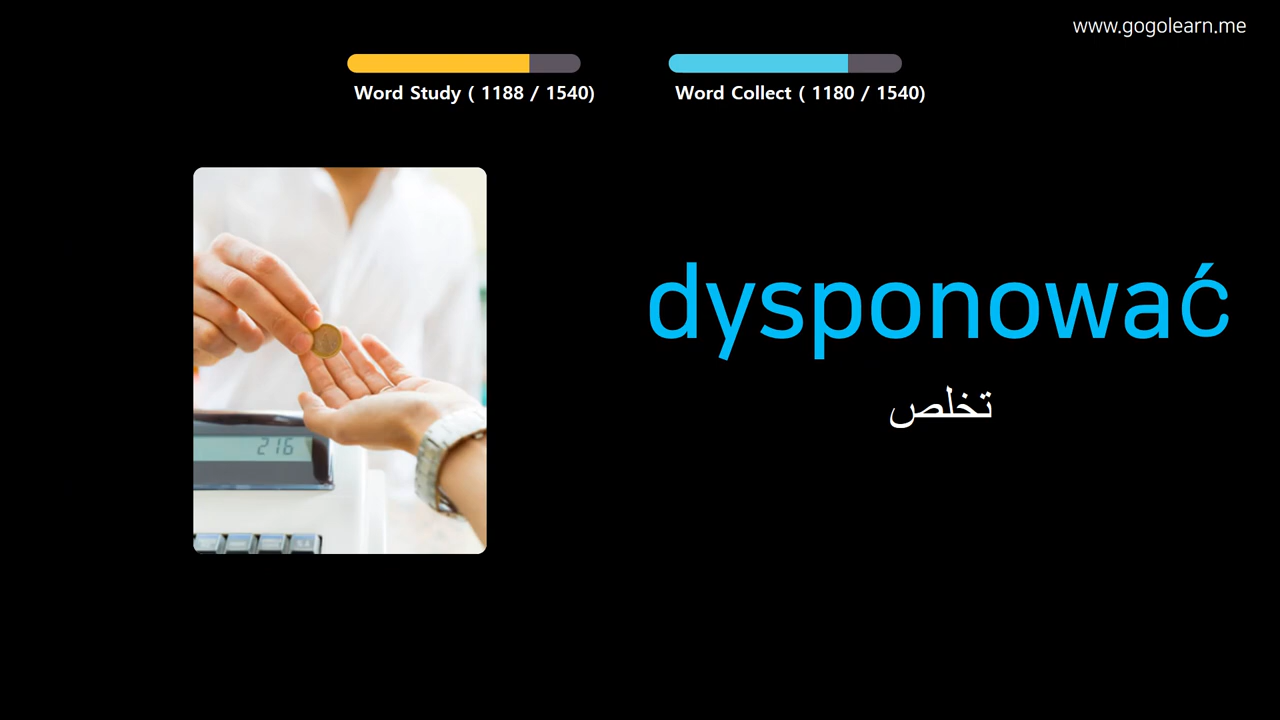 www.gogolearn.me
Word Study ( 1188 / 1540)
Word Collect ( 1180 / 1540)
dysponować
تخلص
216